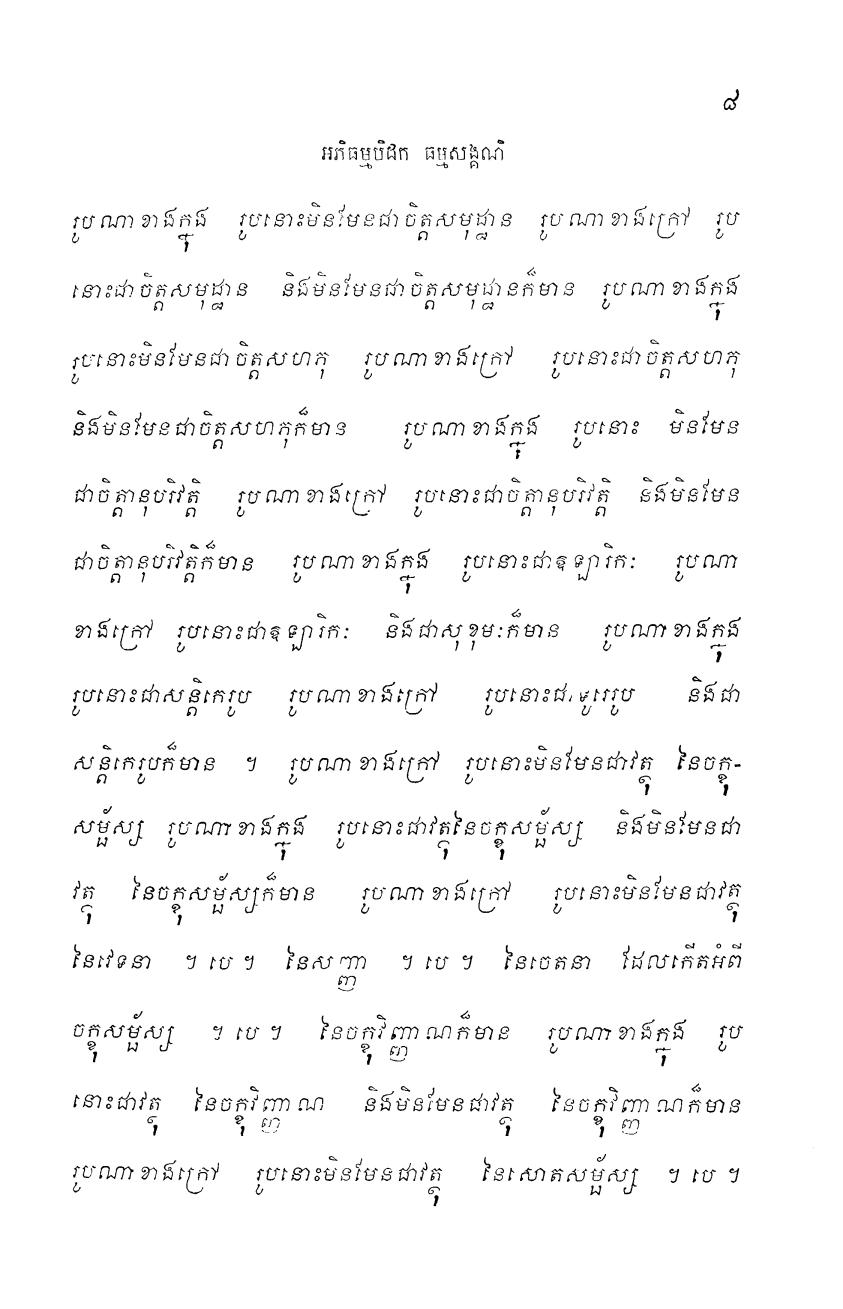 ៨
អភិធម្មបិដក ធម្មសង្គណី
រូបណាខាងក្នុង រូបនោះមិនមែនជាចិត្តសមុដ្ឋាន រូបណាខាងក្រៅ រូប
នោះជាចិត្តសមុដ្ឋាន និងមិនមែនជាចិត្តសមុដ្ឋានក៏មាន រូបណាខាងក្នុង
រូបនោះមិនមែនជាចិត្តសហភុ រូបណាខាងក្រៅ រូបនោះជាចិត្តសហភុ
និងមិនមែនជាចិត្តសហភុក៏មាន រូបណាខាងក្នុង រូបនោះ មិនមែន
ជាចិត្តានុបរិវត្តិ រូបណាខាងក្រៅ រូបនោះជាចិត្តានុបរិវត្តិ និងមិនមែន
ជាចិត្តានុបរិវត្តិក៏មាន រូបណាខាងក្នុង រូបនោះជាឱឡារិកៈ រូបណា
ខាងក្រៅ រូបនោះជាឱឡារិកៈ និងជាសុខុមៈក៏មាន រូបណាខាងក្នុង
រូបនោះជាសន្តិកេរូប រូបណាខាងក្រៅ រូបនោះជាទូរេរូប និងជា
សន្តិកេរូបក៏មាន ។ រូបណាខាងក្រៅ រូបនោះមិនមែនជាវត្ថុ នៃចក្ខុ-
សម្ផ័ស្ស រូបណាខាងក្នុង រូបនោះជាវត្ថុនៃចក្ខុសម្ផ័ស្ស និងមិនមែនជា
វត្ថុ នៃចក្ខុសម្ផ័ស្សក៏មាន រូបណាខាងក្រៅ រូបនោះមិនមែនជាវត្ថុ
នៃវេទនា ។ បេ ។ នៃសញ្ញា ។ បេ ។ នៃចេតនា ដែលកើតអំពី
ចក្ខុសម្ផ័ស្ស ។ បេ ។ នៃចក្ខុវិញ្ញាណក៏មាន រូបណាខាងក្នុង រូប
នោះជាវត្ថុ នៃចក្ខុវិញ្ញាណ និងមិនមែនជាវត្ថុ នៃចក្ខុវិញ្ញាណក៏មាន
រូបណាខាងក្រៅ រូបនោះមិនមែនជាវត្ថុ នៃសោតសម្ផ័ស្ស ។ បេ ។